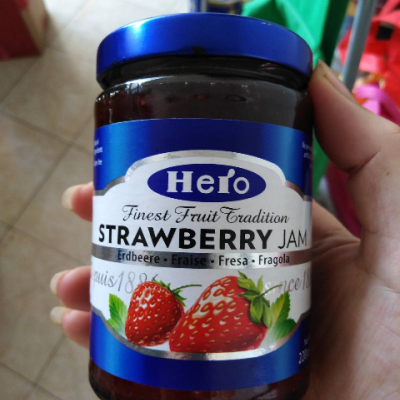 Hero
Finest Fruit Tradition
STRAWBERRY JAM
Erdbeere • Fraise • Fresa • Fragola